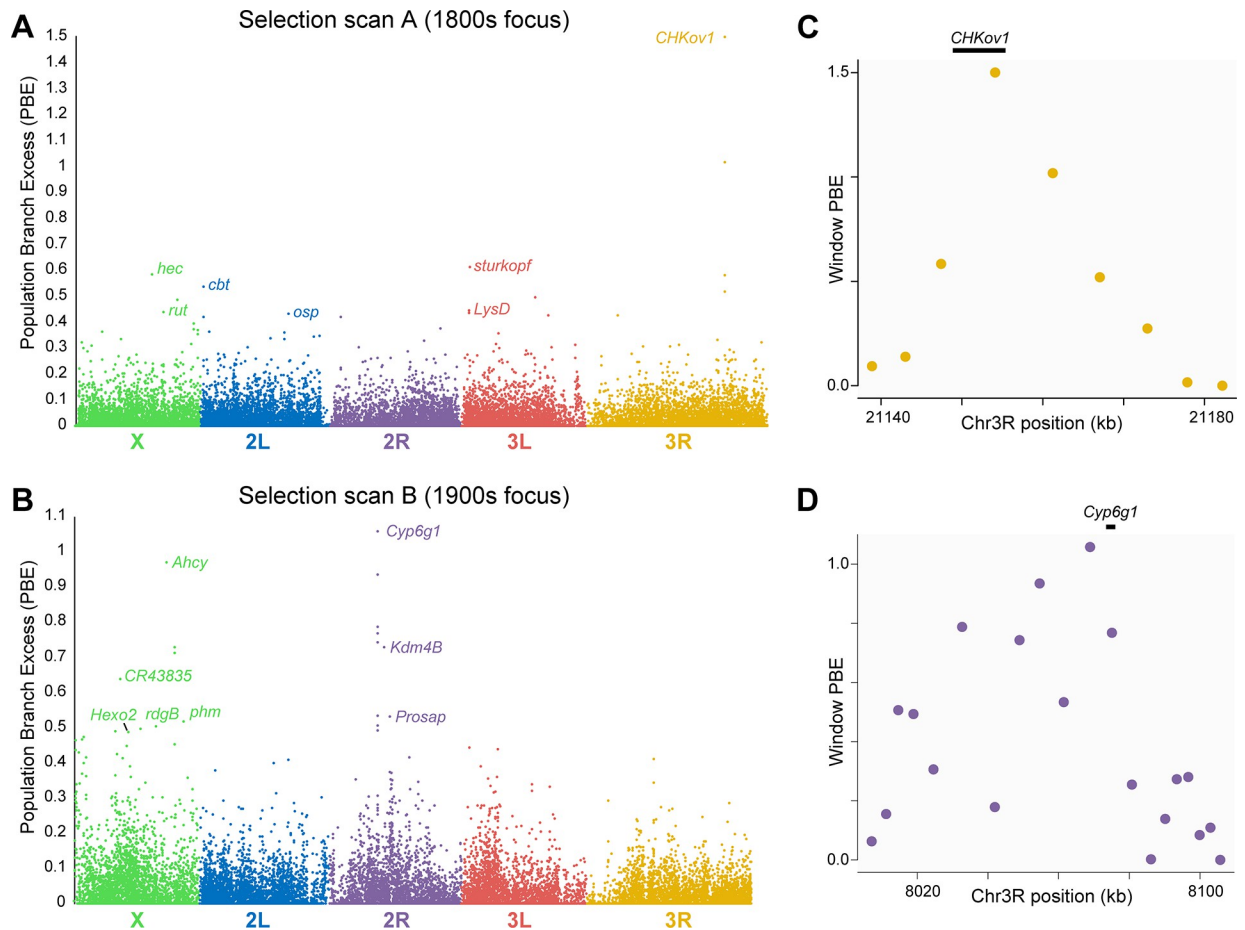 A
Selection scan A (1800s focus)
Population Branch Excess (PBE)
1.5
1.4
1.3
1.2
1.1
1
0.9
0.8
0.7
0.6
0.5
0.4
0.3
0.2
0.1
0
CHKov1
hec
rut
cbt
osp
sturkopf
LysD
X
2L
2R
3L
3R
C
CHKov1
Window PBE
1.5
0.0
21140
21180
Chr3R position (kb)
B
Selection scan B (1900s focus)
Population Branch Excess (PBE)
1.1
1
0.9
0.8
0.7
0.6
0.5
0.4
0.3
0.2
0.1
0
Cyp6g1
Ahcy
Kdm4B
CR43835
Hexo2
rdgB
phm
Prosap
X
2L
2R
3L
3R
D
Cyp6g1
Window PBE
1.0
0.0
8020
8100
Chr3R position (kb)